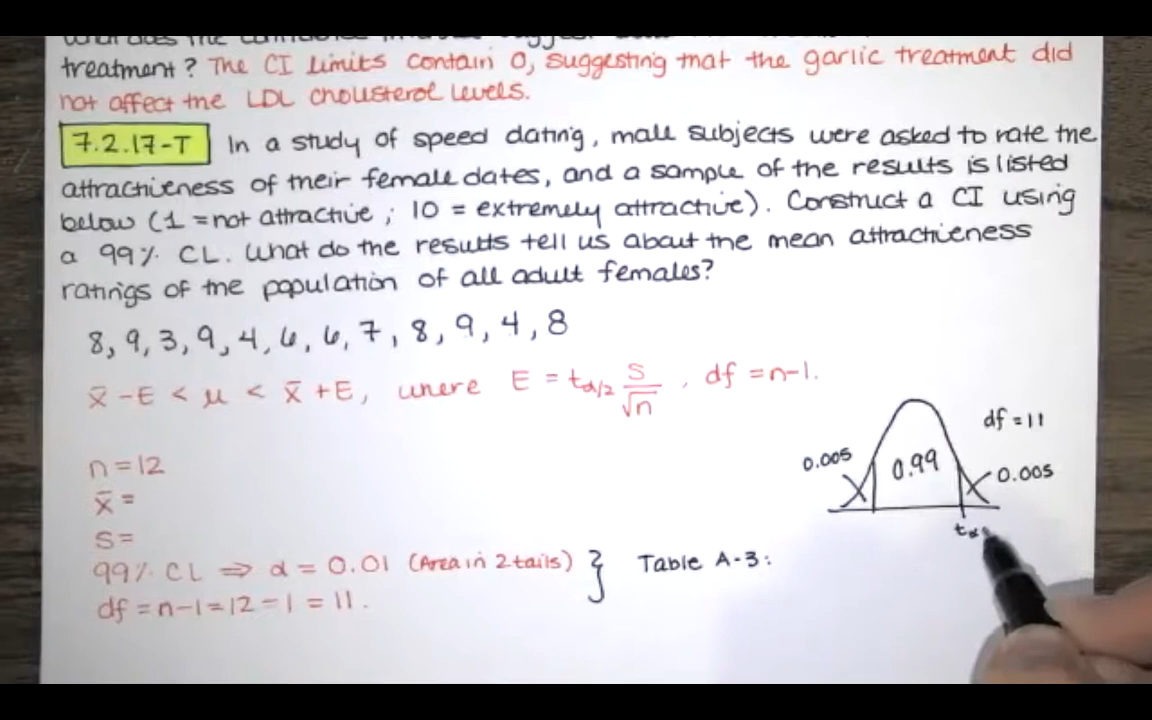 treatment? The CI limits contain 0, suggesting that the garlic treatment did
not affect the LDL cholusterol levels.
7.2.17-T In a study of speed dating, male subjects were asked to rate the
attractiveness of their female dates, and a sample of the results is listed
below (1 = not attractive; 10 = extremely attractive). Construct a CI using
a 99% CL. What do the results tell us about the mean attractiveness
ratings of the population of all adult females?
8, 9, 3, 9, 4, 6, 6, 7, 8, 9, 4, 8
x̄ - E < μ < x̄ + E, where E = tα/2 s/√n , df = n-1.
df = 11
0.005 0.99 0.005
n = 12
x̄ =
s =
99% CL ⇒ α = 0.01 (Area in 2 tails) } Table A-3:
df = n-1 = 12-1 = 11.